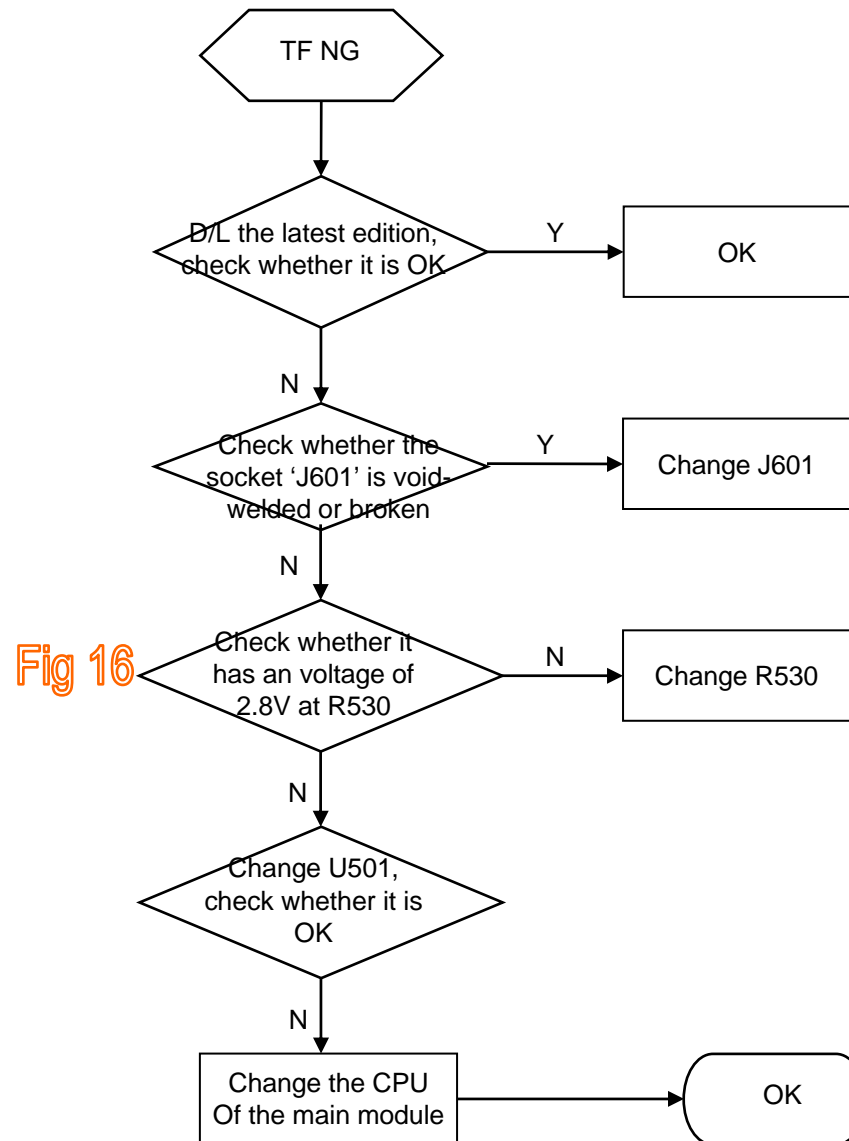 TF NG
D/L the latest edition,
check whether it is OK
Y
OK
N
Check whether the
socket ‘J601’ is void-
welded or broken
Y
Change J601
N
Fig 16
Check whether it
has an voltage of
2.8V at R530
N
Change R530
N
Change U501,
check whether it is
OK
N
Change the CPU
Of the main module
OK